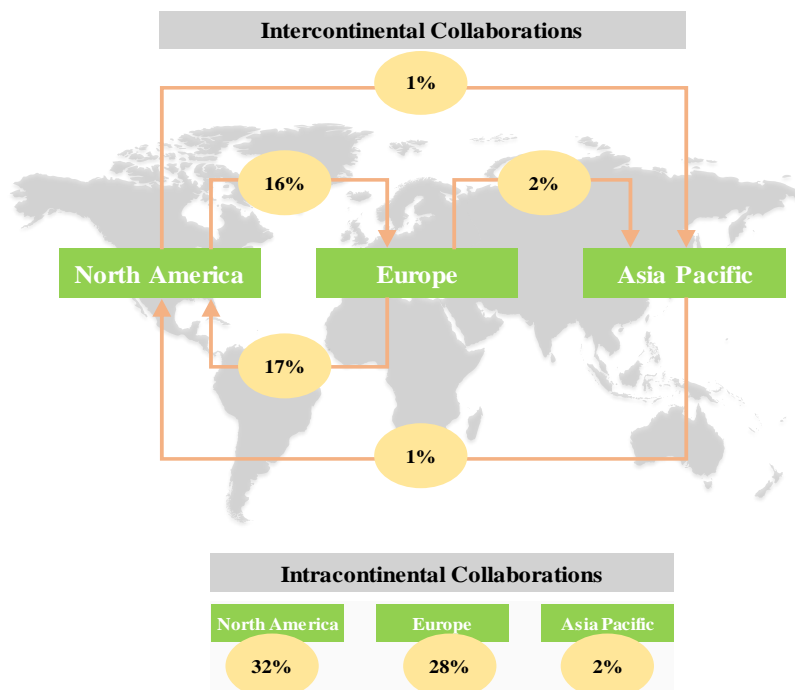 Intercontinental Collaborations
1%
16%
2%
North America
Europe
Asia Pacific
17%
1%
Intracontinental Collaborations
North America
Europe
Asia Pacific
32%
28%
2%